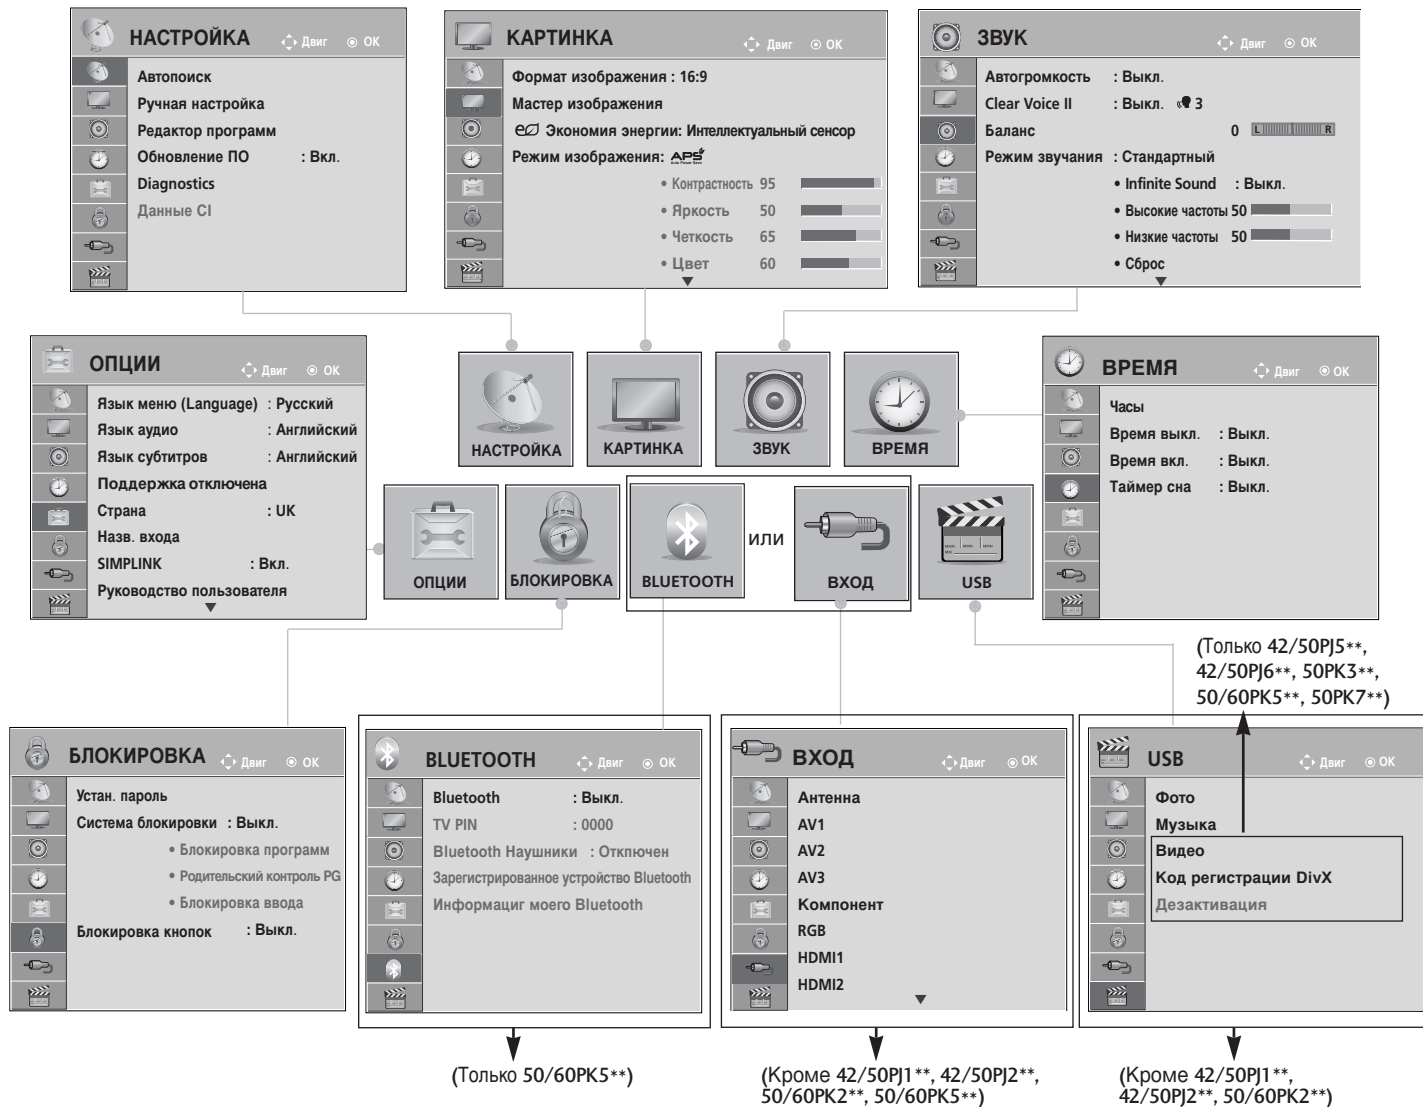 НАСТРОЙКА Двиг OK
Автопоиск
Ручная настройка
Редактор программ
Обновление ПО : Вкл.
Diagnostics
Данные CI
КАРТИНКА Двиг OK
Формат изображения : 16:9
Мастер изображения
Экономия энергии: Интеллектуальный сенсор
Режим изображения: APS
Auto Power Save
• Контрастность 95
• Яркость 50
• Четкость 65
• Цвет 60
ЗВУК Двиг OK
Автогромкость : Выкл.
Clear Voice II : Выкл. 3
Баланс 0 L R
Режим звучания : Стандартный
• Infinite Sound : Выкл.
• Высокие частоты 50
• Низкие частоты 50
• Сброс
ОПЦИИ Двиг OK
Язык меню (Language) : Русский
Язык аудио : Английский
Язык субтитров : Английский
Поддержка отключена
Страна : UK
Назв. входа
SIMPLINK : Вкл.
Руководство пользователя
НАСТРОЙКА
КАРТИНКА
ЗВУК
ВРЕМЯ
ОПЦИИ
БЛОКИРОВКА
BLUETOOTH
или
ВХОД
USB
ВРЕМЯ Двиг OK
Часы
Время выкл. : Выкл.
Время вкл. : Выкл.
Таймер сна : Выкл.
(Только 42/50PJ5**,
42/50PJ6**, 50PK3**,
50/60PK5**, 50PK7**)
БЛОКИРОВКА Двиг OK
Устан. пароль
Система блокировки : Выкл.
• Блокировка программ
• Родительский контроль PG
• Блокировка ввода
Блокировка кнопок : Выкл.
BLUETOOTH Двиг OK
Bluetooth : Выкл.
TV PIN : 0000
Bluetooth Наушники : Откпючен
Зарегистрированное устройство Bluetooth
Информациг моего Bluetooth
(Только 50/60PK5**)
ВХОД Двиг OK
Антенна
AV1
AV2
AV3
Компонент
RGB
HDMI1
HDMI2
(Кроме 42/50PJ1**, 42/50PJ2**,
50/60PK2**, 50/60PK5**)
USB Двиг OK
Фото
Музыка
Видео
Код регистрации DivX
Дезактивация
(Кроме 42/50PJ1**,
42/50PJ2**, 50/60PK2**)